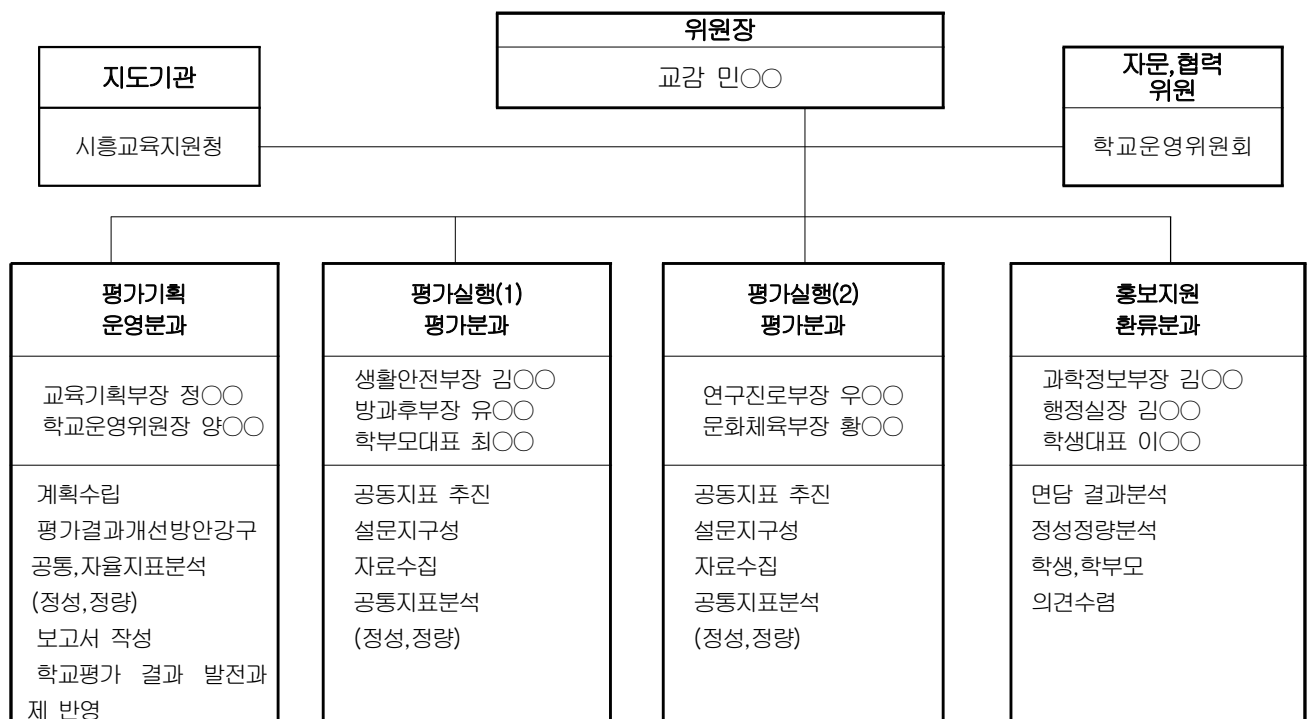 위원장
교감 민○○
지도기관
시흥교육지원청
자문,협력
위원
학교운영위원회
평가기획
운영분과
교육기획부장 정○○
학교운영위원장 양○○
계획수립
평가결과개선방안강구
공통,자율지표분석
(정성,정량)
보고서 작성
학교평가 결과 발전과
제 반영
평가실행(1)
평가분과
생활안전부장 김○○
방과후부장 유○○
학부모대표 최○○
공동지표 추진
설문지구성
자료수집
공통지표분석
(정성,정량)
평가실행(2)
평가분과
연구진로부장 우○○
문화체육부장 황○○
공동지표 추진
설문지구성
자료수집
공통지표분석
(정성,정량)
홍보지원
환류분과
과학정보부장 김○○
행정실장 김○○
학생대표 이○○
면담 결과분석
정성정량분석
학생,학부모
의견수렴